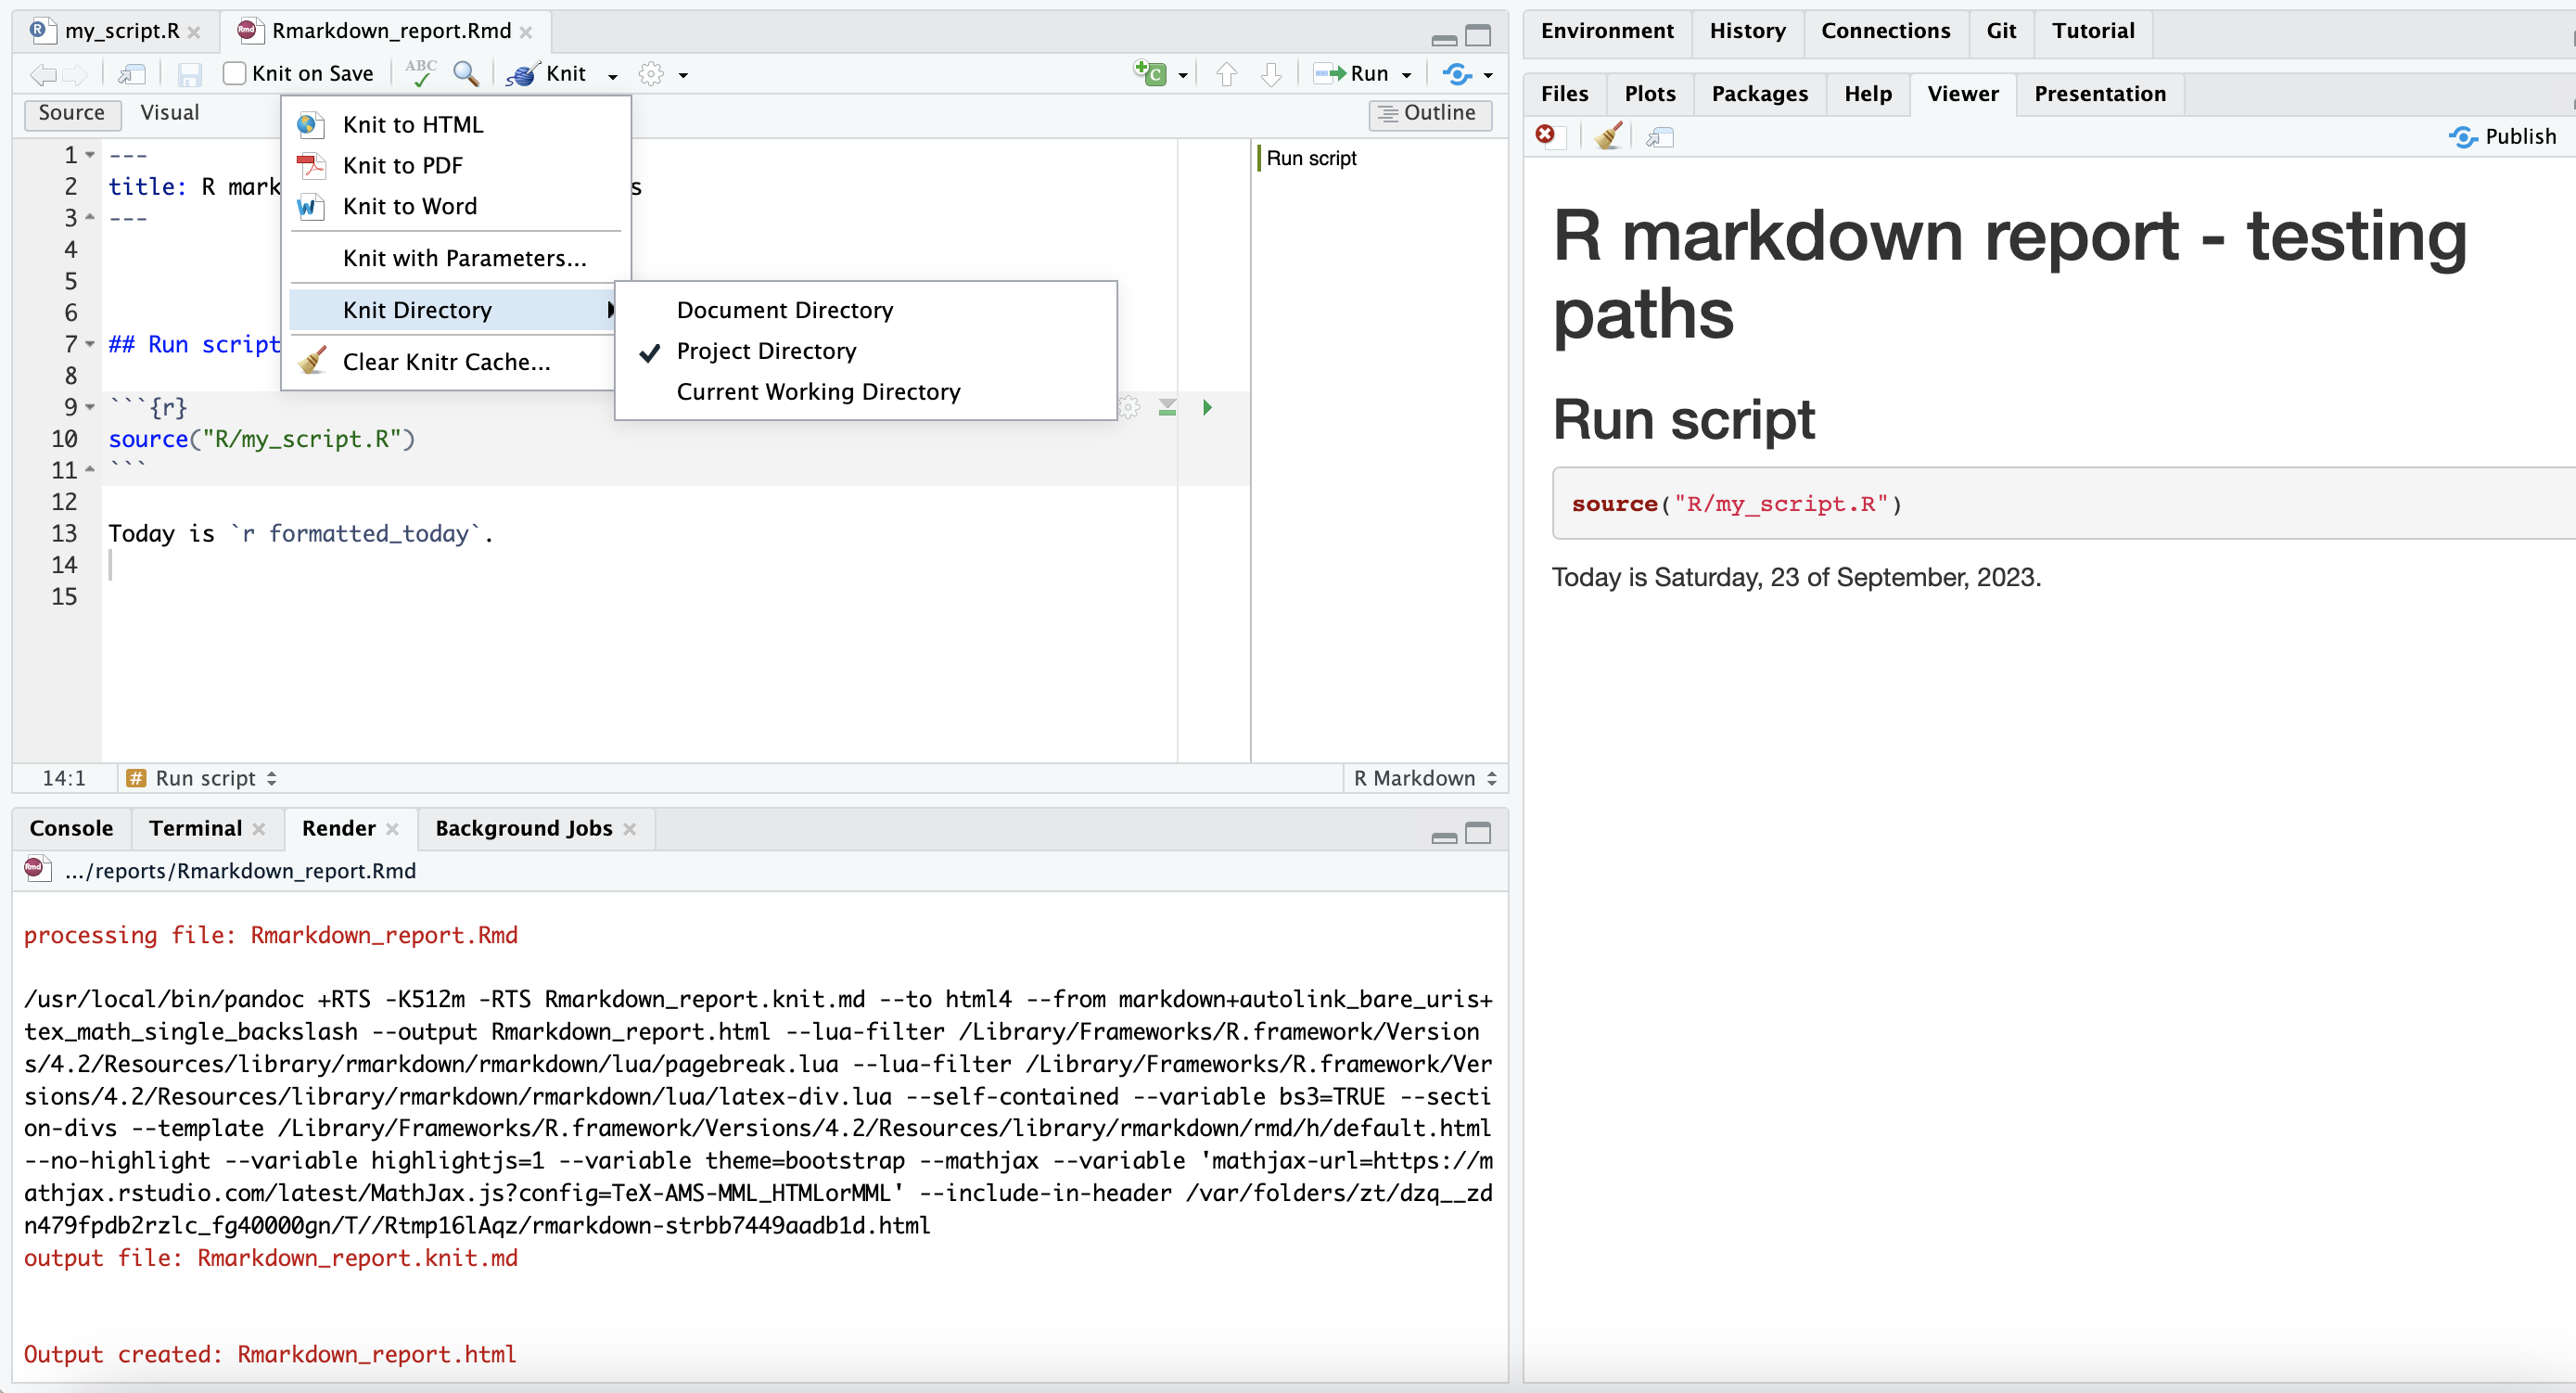 my_script.R
Rmarkdown_report.Rmd
Knit on Save
ABC
Knit
Run
Source
Visual
Outline
Knit to HTML
Knit to PDF
Knit to Word
Knit with Parameters...
Knit Directory
Clear Knitr Cache...
Document Directory
Project Directory
Current Working Directory
1 ---
2 title: R mark s
3 ---
4
5
6
7 ## Run script
8
9 ```{r}
10 source("R/my_script.R")
11 ```
12
13 Today is `r formatted_today`.
14
15
Run script
14:1
# Run script
R Markdown
Console
Terminal
Render
Background Jobs
.../reports/Rmarkdown_report.Rmd
processing file: Rmarkdown_report.Rmd
/usr/local/bin/pandoc +RTS -K512m -RTS Rmarkdown_report.knit.md --to html4 --from markdown+autolink_bare_uris+
tex_math_single_backslash --output Rmarkdown_report.html --lua-filter /Library/Frameworks/R.framework/Version
s/4.2/Resources/library/rmarkdown/rmarkdown/lua/pagebreak.lua --lua-filter /Library/Frameworks/R.framework/Ver
sions/4.2/Resources/library/rmarkdown/rmarkdown/lua/latex-div.lua --self-contained --variable bs3=TRUE --secti
on-divs --template /Library/Frameworks/R.framework/Versions/4.2/Resources/library/rmarkdown/rmd/h/default.html
--no-highlight --variable highlightjs=1 --variable theme=bootstrap --mathjax --variable 'mathjax-url=https://m
athjax.rstudio.com/latest/MathJax.js?config=TeX-AMS-MML_HTMLorMML' --include-in-header /var/folders/zt/dzq__zd
n479fpdb2rzlc_fg40000gn/T//Rtmp16lAqz/rmarkdown-strbb7449aadb1d.html
output file: Rmarkdown_report.knit.md
Output created: Rmarkdown_report.html
Environment
History
Connections
Git
Tutorial
Files
Plots
Packages
Help
Viewer
Presentation
Publish
R markdown report - testing
paths
Run script
source("R/my_script.R")
Today is Saturday, 23 of September, 2023.